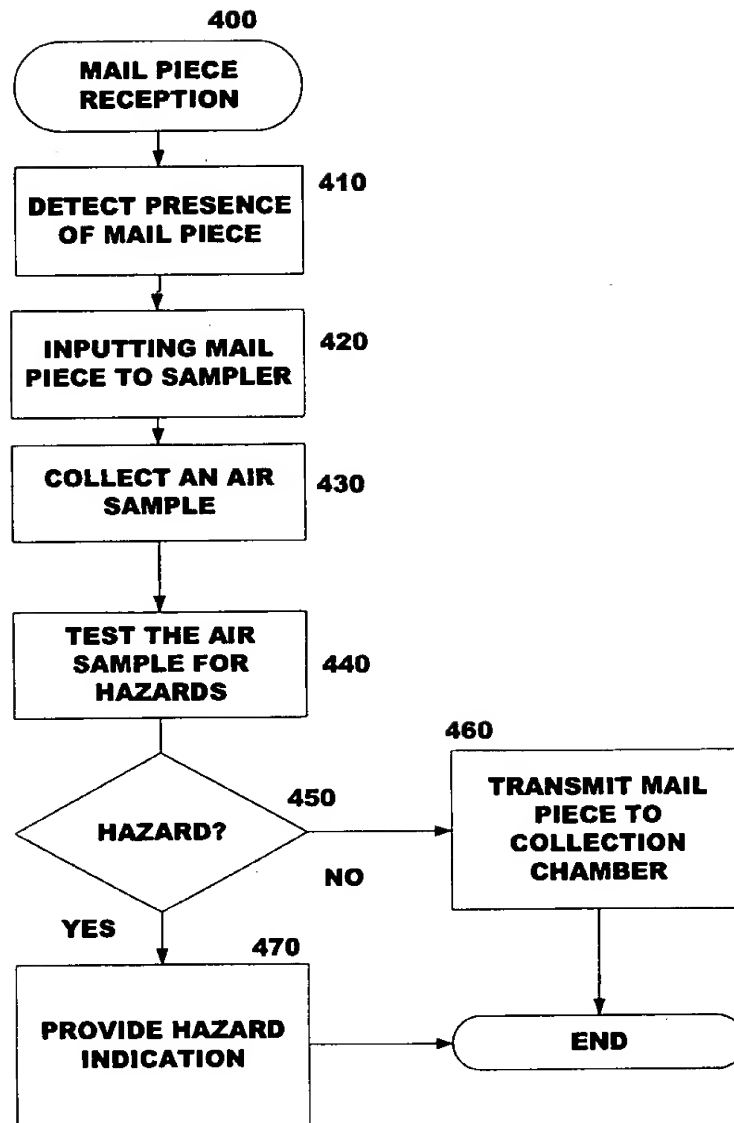 400
MAIL PIECE
RECEPTION
410
DETECT PRESENCE
OF MAIL PIECE
420
INPUTTING MAIL
PIECE TO SAMPLER
430
COLLECT AN AIR
SAMPLE
440
TEST THE AIR
SAMPLE FOR
HAZARDS
450
HAZARD?
NO
460
TRANSMIT MAIL
PIECE TO
COLLECTION
CHAMBER
YES
470
PROVIDE HAZARD
INDICATION
END